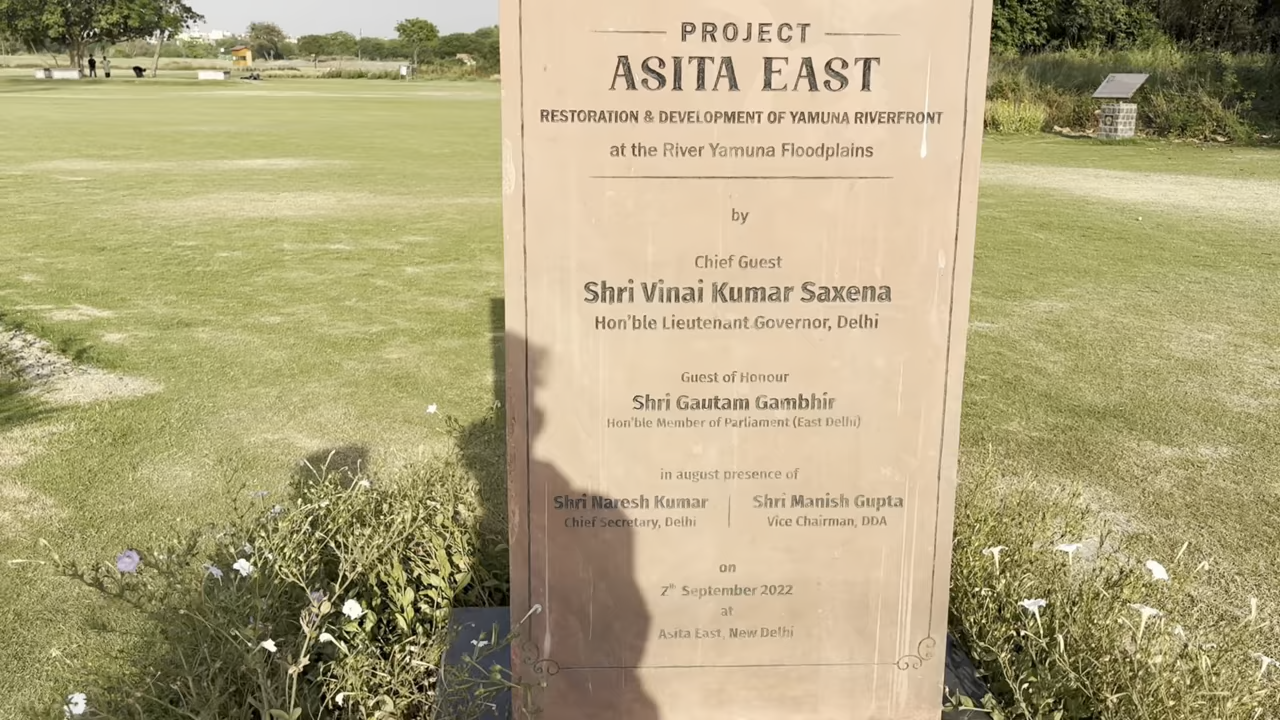 PROJECT
ASITA EAST
RESTORATION & DEVELOPMENT OF YAMUNA RIVERFRONT
at the River Yamuna Floodplains
by
Chief Guest
Shri Vinai Kumar Saxena
Hon'ble Lieutenant Governor, Delhi
Guest of Honour
Shri Gautam Gambhir
Hon'ble Member of Parliament (East Delhi)
in august presence of
Shri Naresh Kumar | Shri Manish Gupta
Chief Secretary, Delhi | Vice Chairman, DDA
on
7th September 2022
at
Asita East, New Delhi